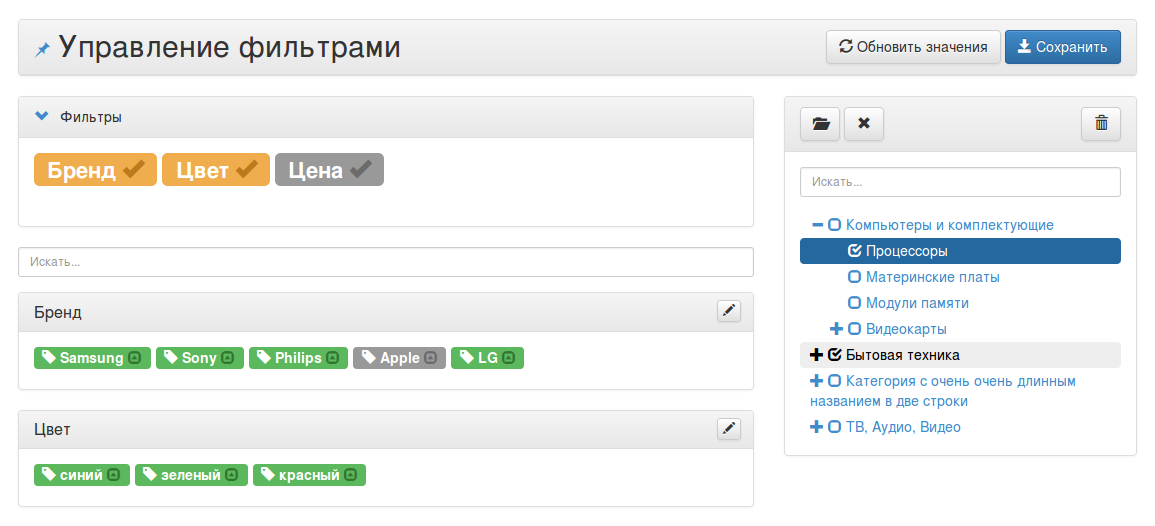 Управление фильтрами
Обновить значения
Сохранить
Фильтры
Бренд Цвет Цена
Искать...
Бренд
Samsung Sony Philips Apple LG
Цвет
синий зеленый красный
Искать...
Компьютеры и комплектующие
Процессоры
Материнские платы
Модули памяти
Видеокарты
Бытовая техника
Категория с очень очень длинным
названием в две строки
ТВ, Аудио, Видео